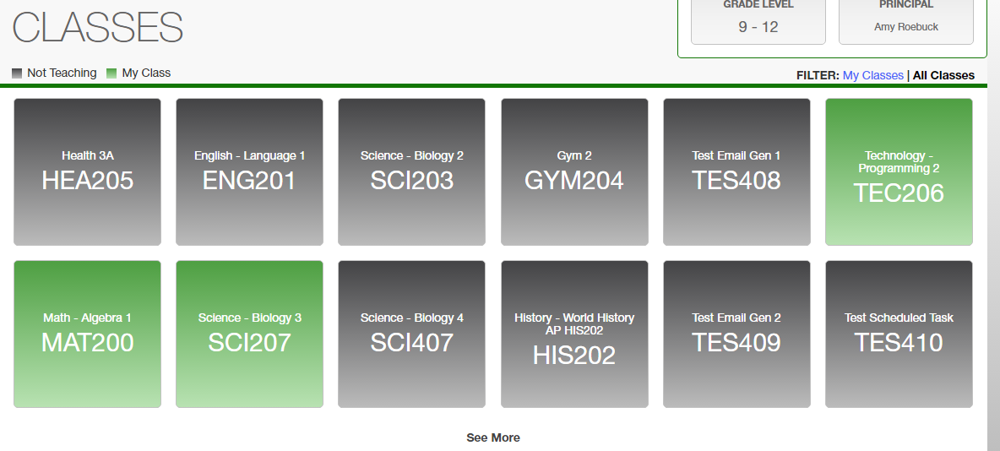 CLASSES
GRADE LEVEL
9 - 12
PRINCIPAL
Amy Roebuck
Not Teaching
My Class
FILTER: My Classes | All Classes
Health 3A
HEA205
English - Language 1
ENG201
Science - Biology 2
SCI203
Gym 2
GYM204
Test Email Gen 1
TES408
Technology -
Programming 2
TEC206
Math - Algebra 1
MAT200
Science - Biology 3
SCI207
Science - Biology 4
SCI407
History - World History
AP HIS202
HIS202
Test Email Gen 2
TES409
Test Scheduled Task
TES410
See More